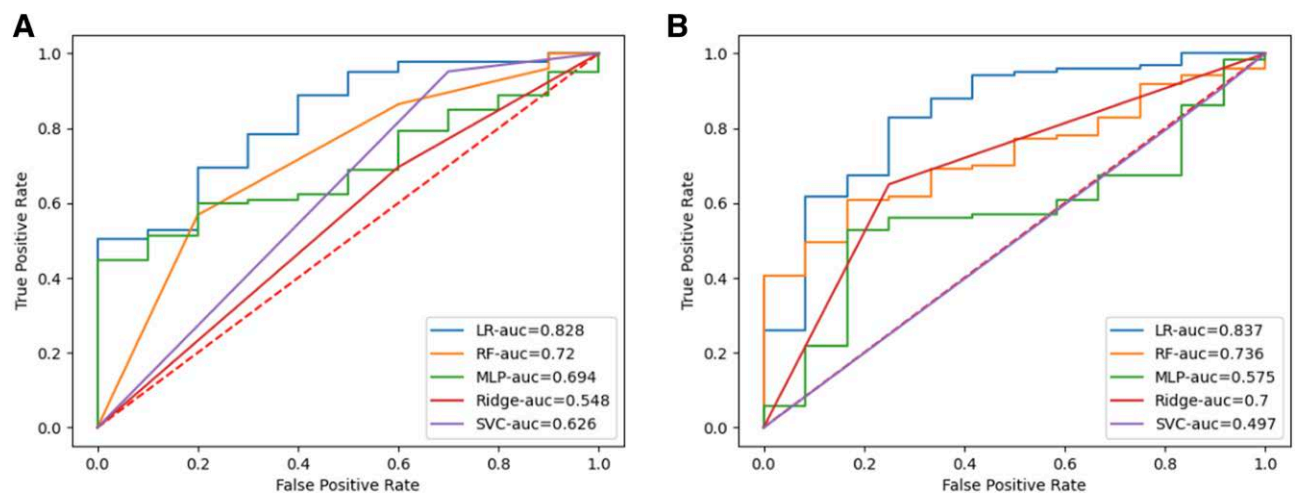 A
1.0
0.8
0.6
0.4
0.2
0.0
True Positive Rate
0.0 0.2 0.4 0.6 0.8 1.0
False Positive Rate
LR-auc=0.828
RF-auc=0.72
MLP-auc=0.694
Ridge-auc=0.548
SVC-auc=0.626
B
1.0
0.8
0.6
0.4
0.2
0.0
True Positive Rate
0.0 0.2 0.4 0.6 0.8 1.0
False Positive Rate
LR-auc=0.837
RF-auc=0.736
MLP-auc=0.575
Ridge-auc=0.7
SVC-auc=0.497